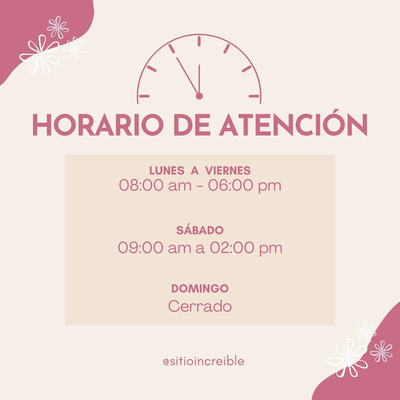 HORARIO DE ATENCIÓN
LUNES A VIERNES
08:00 am - 06:00 pm
SÁBADO
09:00 am a 02:00 pm
DOMINGO
Cerrado
@sitioincreible